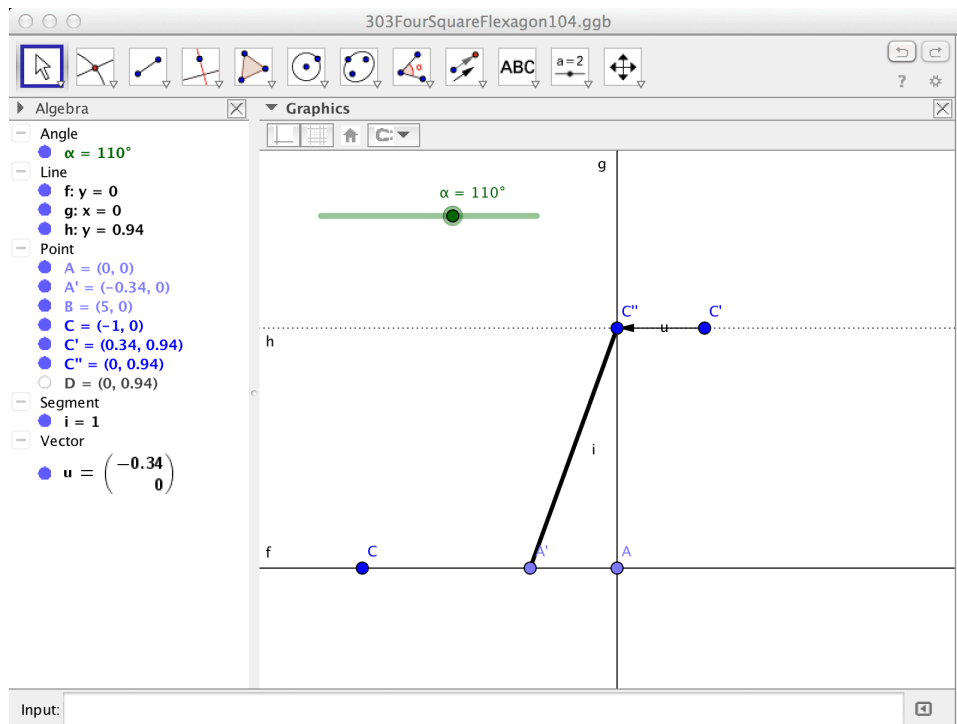 303FourSquareFlexagon104.ggb
ABC
a=2
α
?
Algebra
Graphics
Angle
α = 110°
Line
f: y = 0
g: x = 0
h: y = 0.94
Point
A = (0, 0)
A' = (-0.34, 0)
B = (5, 0)
C = (-1, 0)
C' = (0.34, 0.94)
C'' = (0, 0.94)
D = (0, 0.94)
Segment
i = 1
Vector
u = (−0.34
0)
g
α = 110°
C'' C'
u
h
i
f C A' A
Input: